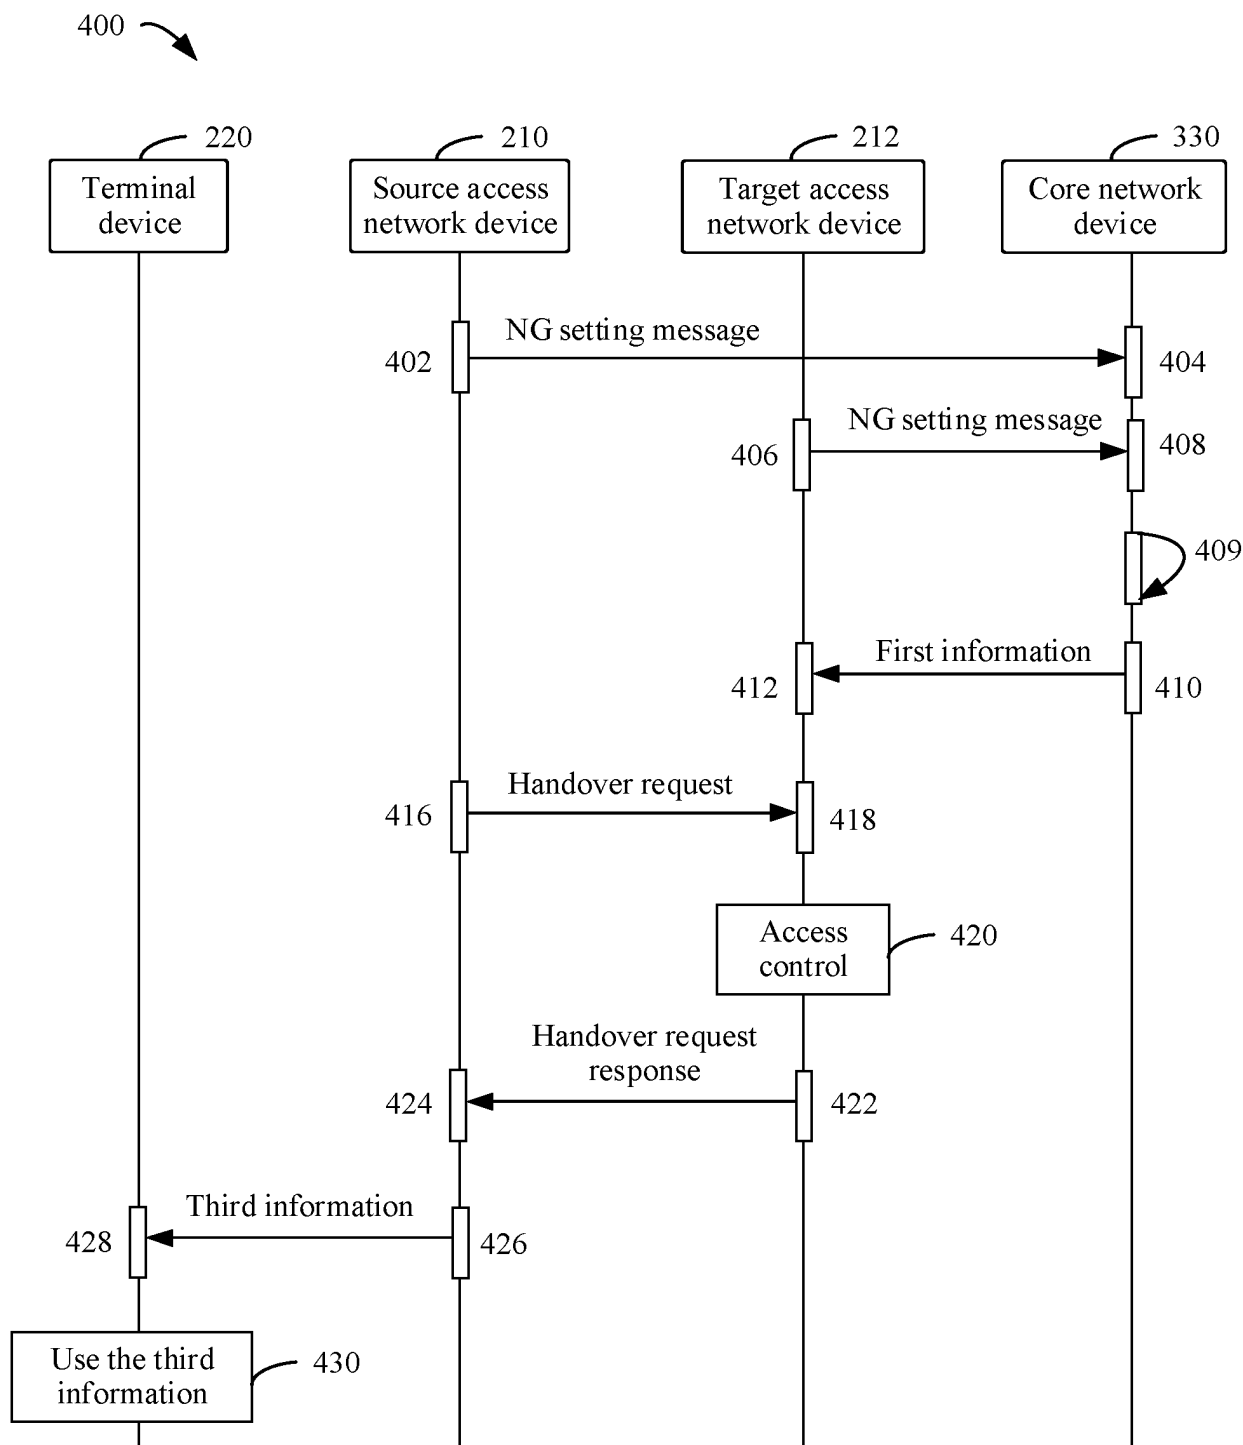 400
220
210
212
330
Terminal
device
Source access
network device
Target access
network device
Core network
device
NG setting message
402
404
NG setting message
406
408
409
First information
412
410
Handover request
416
418
Access
control
420
Handover request
response
424
422
Third information
428
426
Use the third
information
430